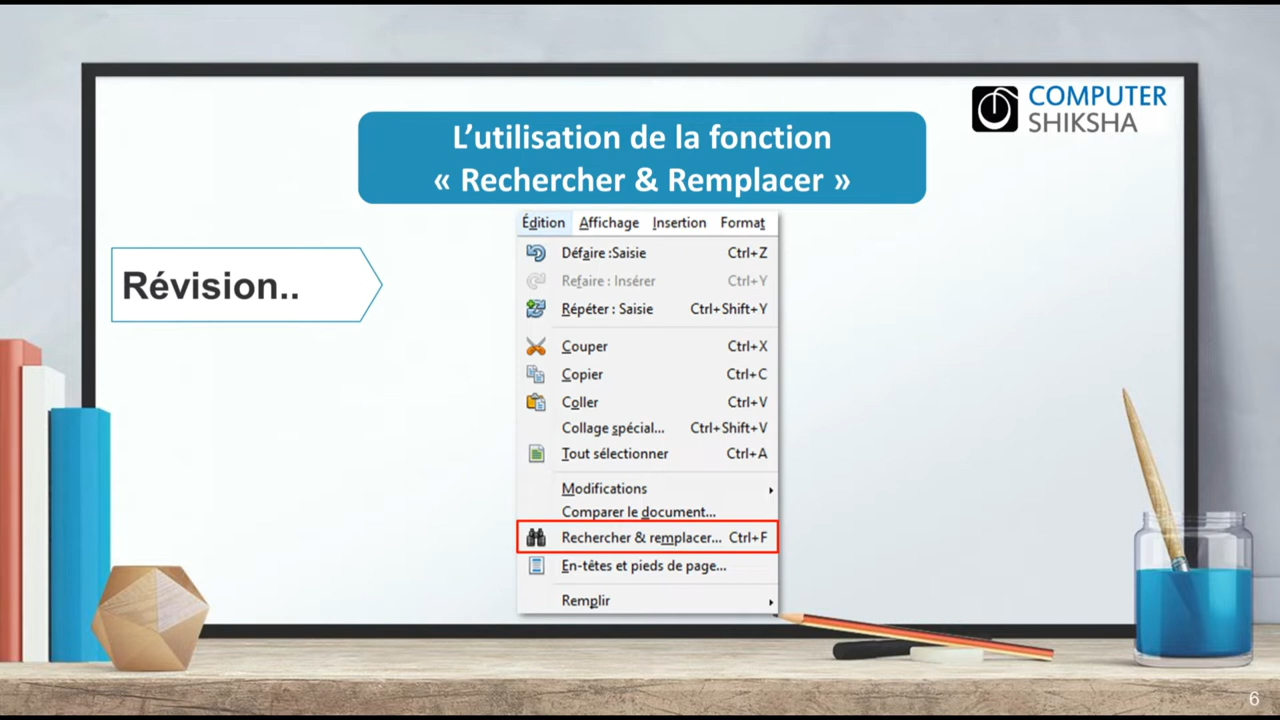 COMPUTER
SHIKSHA
L’utilisation de la fonction
« Rechercher & Remplacer »
Révision..
Édition Affichage Insertion Format
Défaire :Saisie Ctrl+Z
Refaire : Insérer Ctrl+Y
Répéter : Saisie Ctrl+Shift+Y
Couper Ctrl+X
Copier Ctrl+C
Coller Ctrl+V
Collage spécial... Ctrl+Shift+V
Tout sélectionner Ctrl+A
Modifications
Comparer le document...
Rechercher & remplacer... Ctrl+F
En-têtes et pieds de page...
Remplir
6